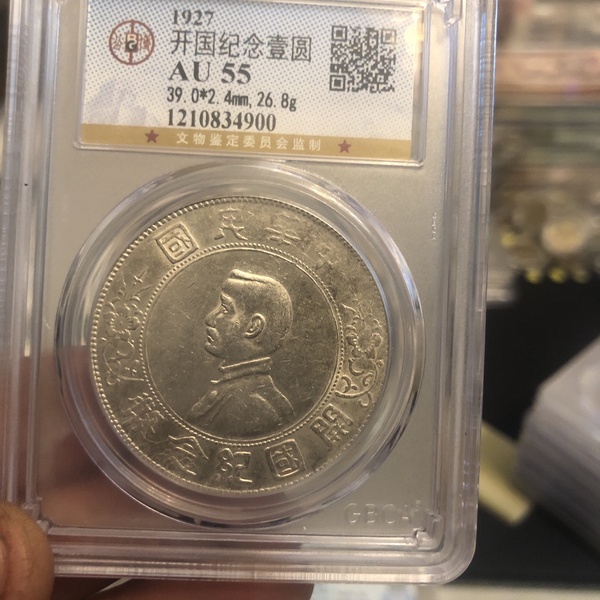 1927
开国纪念壹圆
AU 55
39.0*2.4mm,26.8g
1210834900
★ 文物鉴定委员会监制 ★
國民華中
開國紀念幣
GBCA